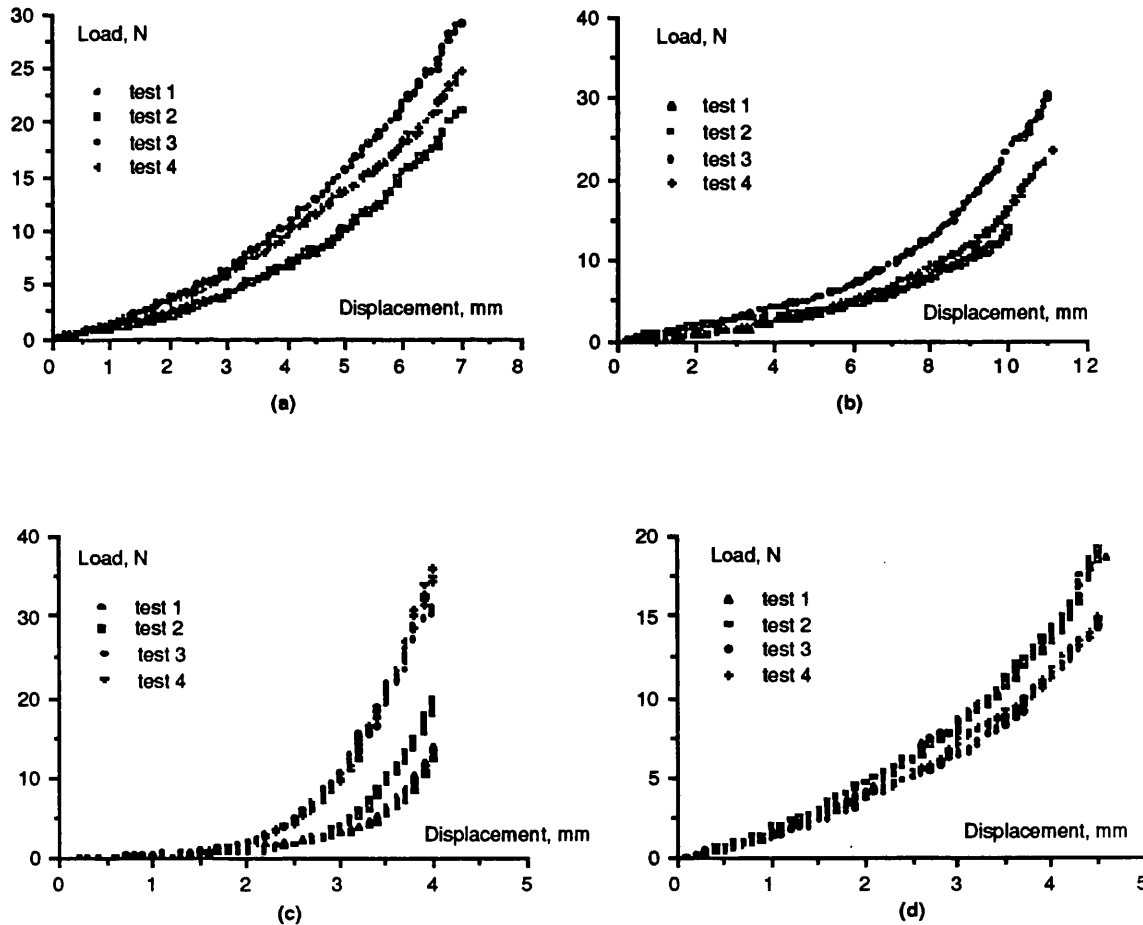 30
25
20
15
10
5
0
Load, N
test 1
test 2
test 3
test 4
Displacement, mm
0 1 2 3 4 5 6 7 8
(a)
40
30
20
10
0
Load, N
test 1
test 2
test 3
test 4
Displacement, mm
0 2 4 6 8 10 12
(b)
40
30
20
10
0
Load, N
test 1
test 2
test 3
test 4
Displacement, mm
0 1 2 3 4 5
(c)
20
15
10
5
0
Load, N
test 1
test 2
test 3
test 4
Displacement, mm
0 1 2 3 4 5
(d)